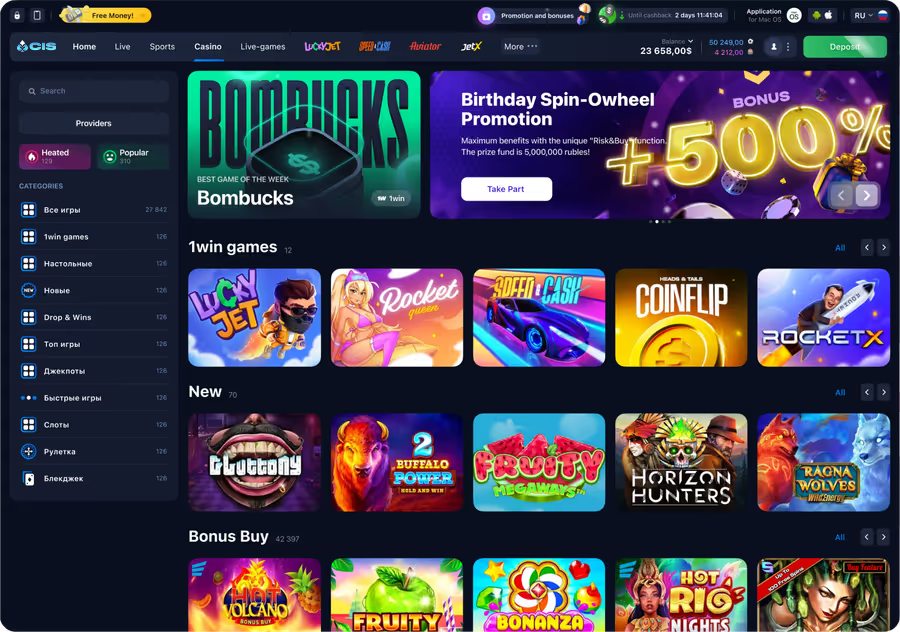 Free Money!
Promotion and bonuses
Until cashback: 2 days 11:41:04
Application
for Mac OS
OS
RU
CIS
Home
Live
Sports
Casino
Live-games
LUCKYJET
SPEED & CASH
Aviator
JetX
More
Balance
23 658,00$
50 249,00
4 212,00
Deposit
Search
Providers
Heated
129
Popular
310
CATEGORIES
Все игры 27 842
1win games 126
Настольные 126
NEW
Новые 126
Drop & Wins 126
Топ игры 126
Джекпоты 126
Быстрые игры 126
Слоты 126
Рулетка 126
Блекджек 126
BOMBUCKS
BEST GAME OF THE WEEK
Bombucks
1win
Birthday Spin-Owheel
Promotion
Maximum benefits with the unique "Risk&Buy" function,
The prize fund is 5,000,000 rubles!
Take Part
BONUS
+500%
1win games 12
All
LUCKY
JET
Rocket
queen
SPEED & CASH
HEADS & TAILS
COINFLIP
ROCKETX
New 70
All
Gluttony
2
BUFFALO
POWER
HOLD AND WIN
FRUITY
MEGAWAYS™
HORIZON
HUNTERS
RAGNA
WOLVES
WildEnergy
Bonus Buy 42 397
All
HOT
VOLCANO
BONUS BUY
FRUITY
BONANZA
HOT
RIO
NIGHTS
Up To
100 Free Spins
Buy Feature